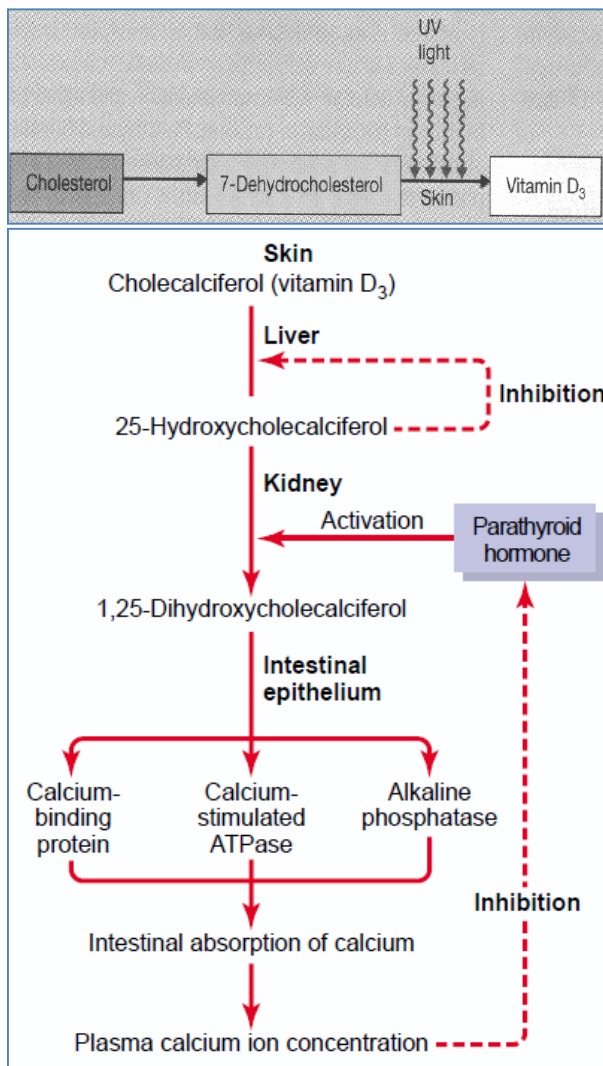 UV
light
Cholesterol
7-Dehydrocholesterol
Skin
Vitamin D₃
Skin
Cholecalciferol (vitamin D₃)
Liver
Inhibition
25-Hydroxycholecalciferol
Kidney
Activation
Parathyroid
hormone
1,25-Dihydroxycholecalciferol
Intestinal
epithelium
Calcium-
binding
protein
Calcium-
stimulated
ATPase
Alkaline
phosphatase
Inhibition
Intestinal absorption of calcium
Plasma calcium ion concentration